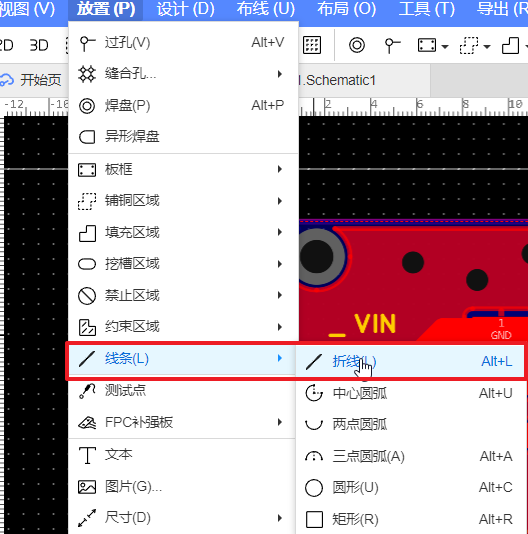 视图(V) 放置(P) 设计(D) 布线(U) 布局(O) 工具(T) 导出(R
2D 3D
开始页
1.Schematic1
-12 -10 2 4 6 8 10
过孔(V) Alt+V
缝合孔...
焊盘(P) Alt+P
异形焊盘
板框
铺铜区域
填充区域
挖槽区域
禁止区域
约束区域
线条(L)
测试点
FPC补强板
文本
图片(G)...
尺寸(D)
_ VIN
1
GND
折线(L) Alt+L
中心圆弧 Alt+U
两点圆弧
三点圆弧(A) Alt+A
圆形(U) Alt+C
矩形(R) Alt+R